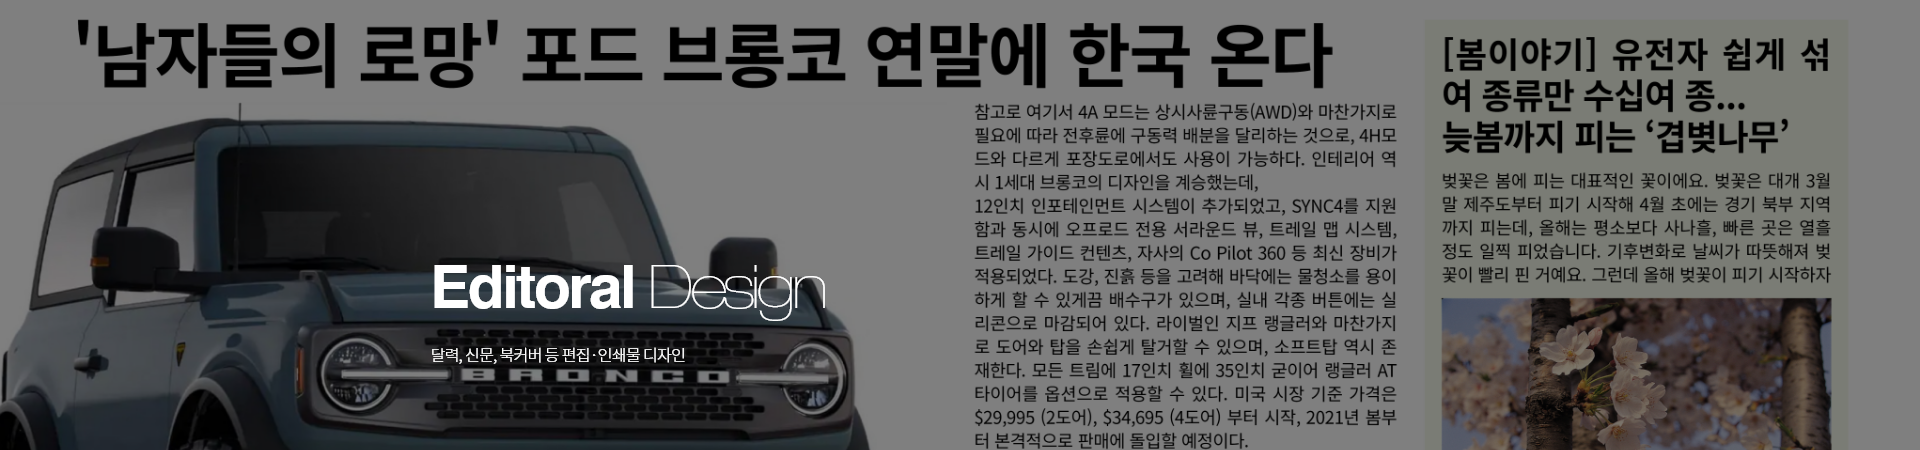 '남자들의 로망' 포드 브롱코 연말에 한국 온다
참고로 여기서 4A 모드는 상시사륜구동(AWD)와 마찬가지로
필요에 따라 전후륜에 구동력 배분을 달리하는 것으로, 4H모
드와 다르게 포장도로에서도 사용이 가능하다. 인테리어 역
시 1세대 브롱코의 디자인을 계승했는데,
12인치 인포테인먼트 시스템이 추가되었고, SYNC4를 지원
함과 동시에 오프로드 전용 서라운드 뷰, 트레일 맵 시스템,
트레일 가이드 컨텐츠, 자사의 Co Pilot 360 등 최신 장비가
적용되었다. 도강, 진흙 등을 고려해 바닥에는 물청소를 용이
하게 할 수 있게끔 배수구가 있으며, 실내 각종 버튼에는 실
리콘으로 마감되어 있다. 라이벌인 지프 랭글러와 마찬가지
로 도어와 탑을 손쉽게 탈거할 수 있으며, 소프트탑 역시 존
재한다. 모든 트림에 17인치 휠에 35인치 굳이어 랭글러 AT
타이어를 옵션으로 적용할 수 있다. 미국 시장 기준 가격은
$29,995 (2도어), $34,695 (4도어) 부터 시작, 2021년 봄부
터 본격적으로 판매에 돌입할 예정이다.
[봄이야기] 유전자 쉽게 섞
여 종류만 수십여 종...
늦봄까지 피는 ‘겹볓나무’
벚꽃은 봄에 피는 대표적인 꽃이에요. 벚꽃은 대개 3월
말 제주도부터 피기 시작해 4월 초에는 경기 북부 지역
까지 피는데, 올해는 평소보다 사나흘, 빠른 곳은 열흘
정도 일찍 피었습니다. 기후변화로 날씨가 따뜻해져 벚
꽃이 빨리 핀 거예요. 그런데 올해 벚꽃이 피기 시작하자
Editoral Design
달력, 신문, 북커버 등 편집·인쇄물 디자인
BRONCO